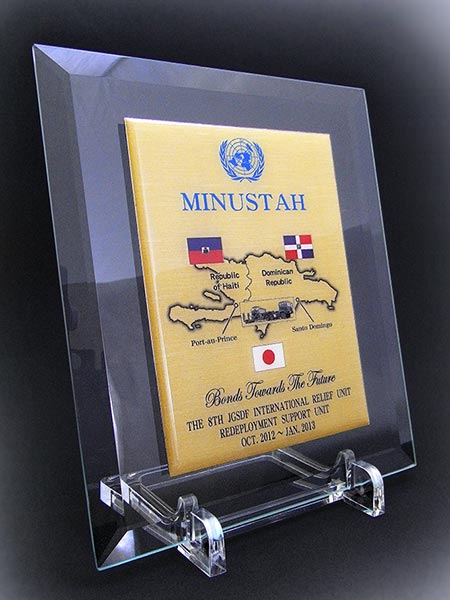 MINUSTAH
Republic
of Haiti
Dominican
Republic
Port-au-Prince
Santo Domingo
Bonds Towards The Future
THE 8TH JGSDF INTERNATIONAL RELIEF UNIT
REDEPLOYMENT SUPPORT UNIT
OCT. 2012～JAN. 2013